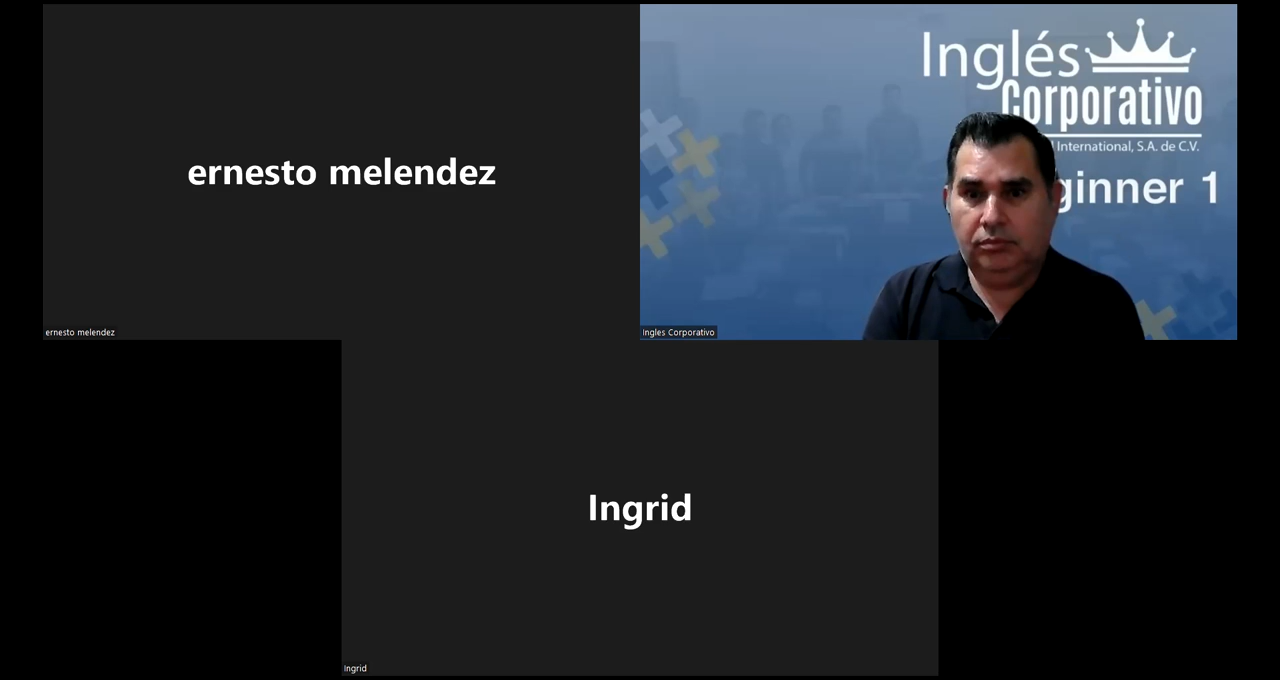 ernesto melendez
ernesto melendez
Inglés
Corporativo
International, S.A. de C.V.
ginner 1
Ingles Corporativo
Ingrid
Ingrid